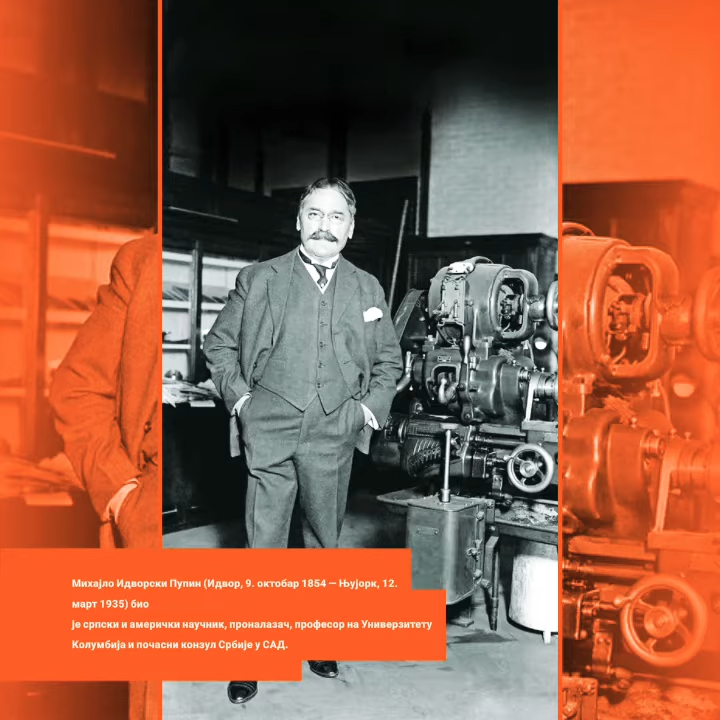 Михајло Идворски Пупин (Идвор, 9. октобар 1854 — Њујорк, 12.
март 1935) био
је српски и амерички научник, проналазач, професор на Универзитету
Колумбија и почасни конзул Србије у САД.